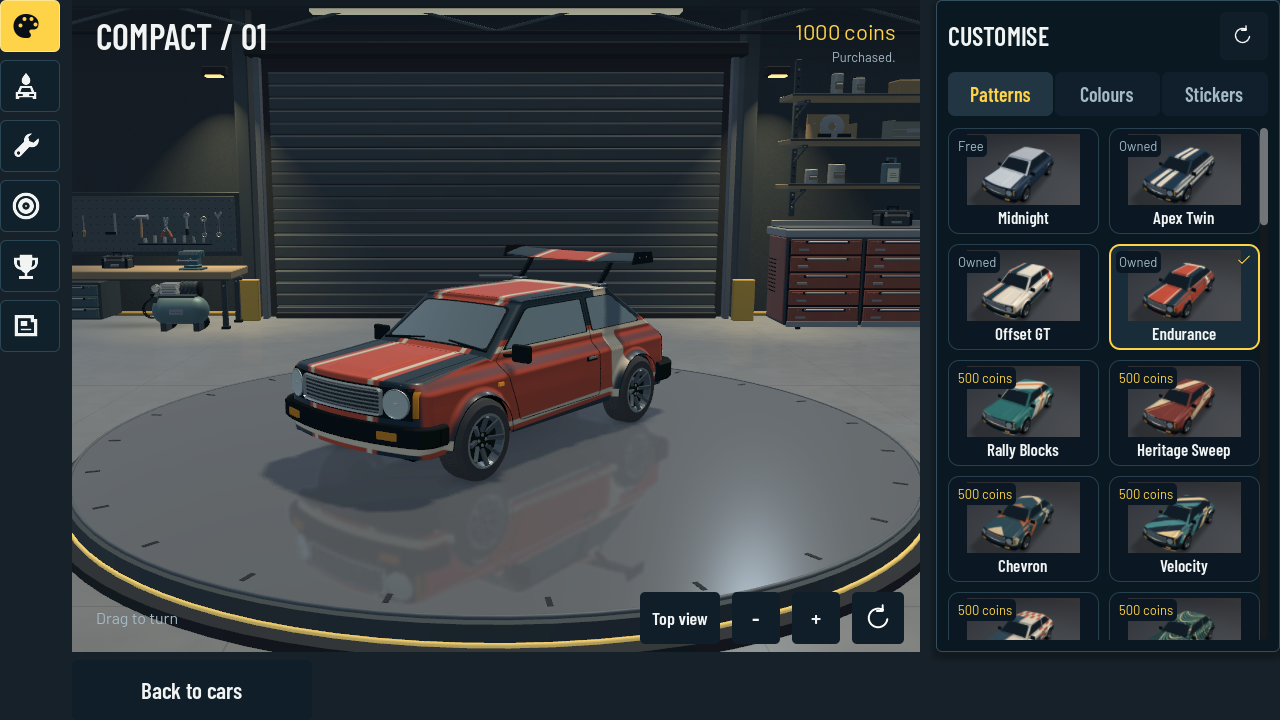 COMPACT / 01
1000 coins
Purchased.
Drag to turn
Top view
-
+
Back to cars
CUSTOMISE
Patterns
Colours
Stickers
Free
Midnight
Owned
Apex Twin
Owned
Offset GT
Owned
Endurance
500 coins
Rally Blocks
500 coins
Heritage Sweep
500 coins
Chevron
500 coins
Velocity
500 coins
500 coins